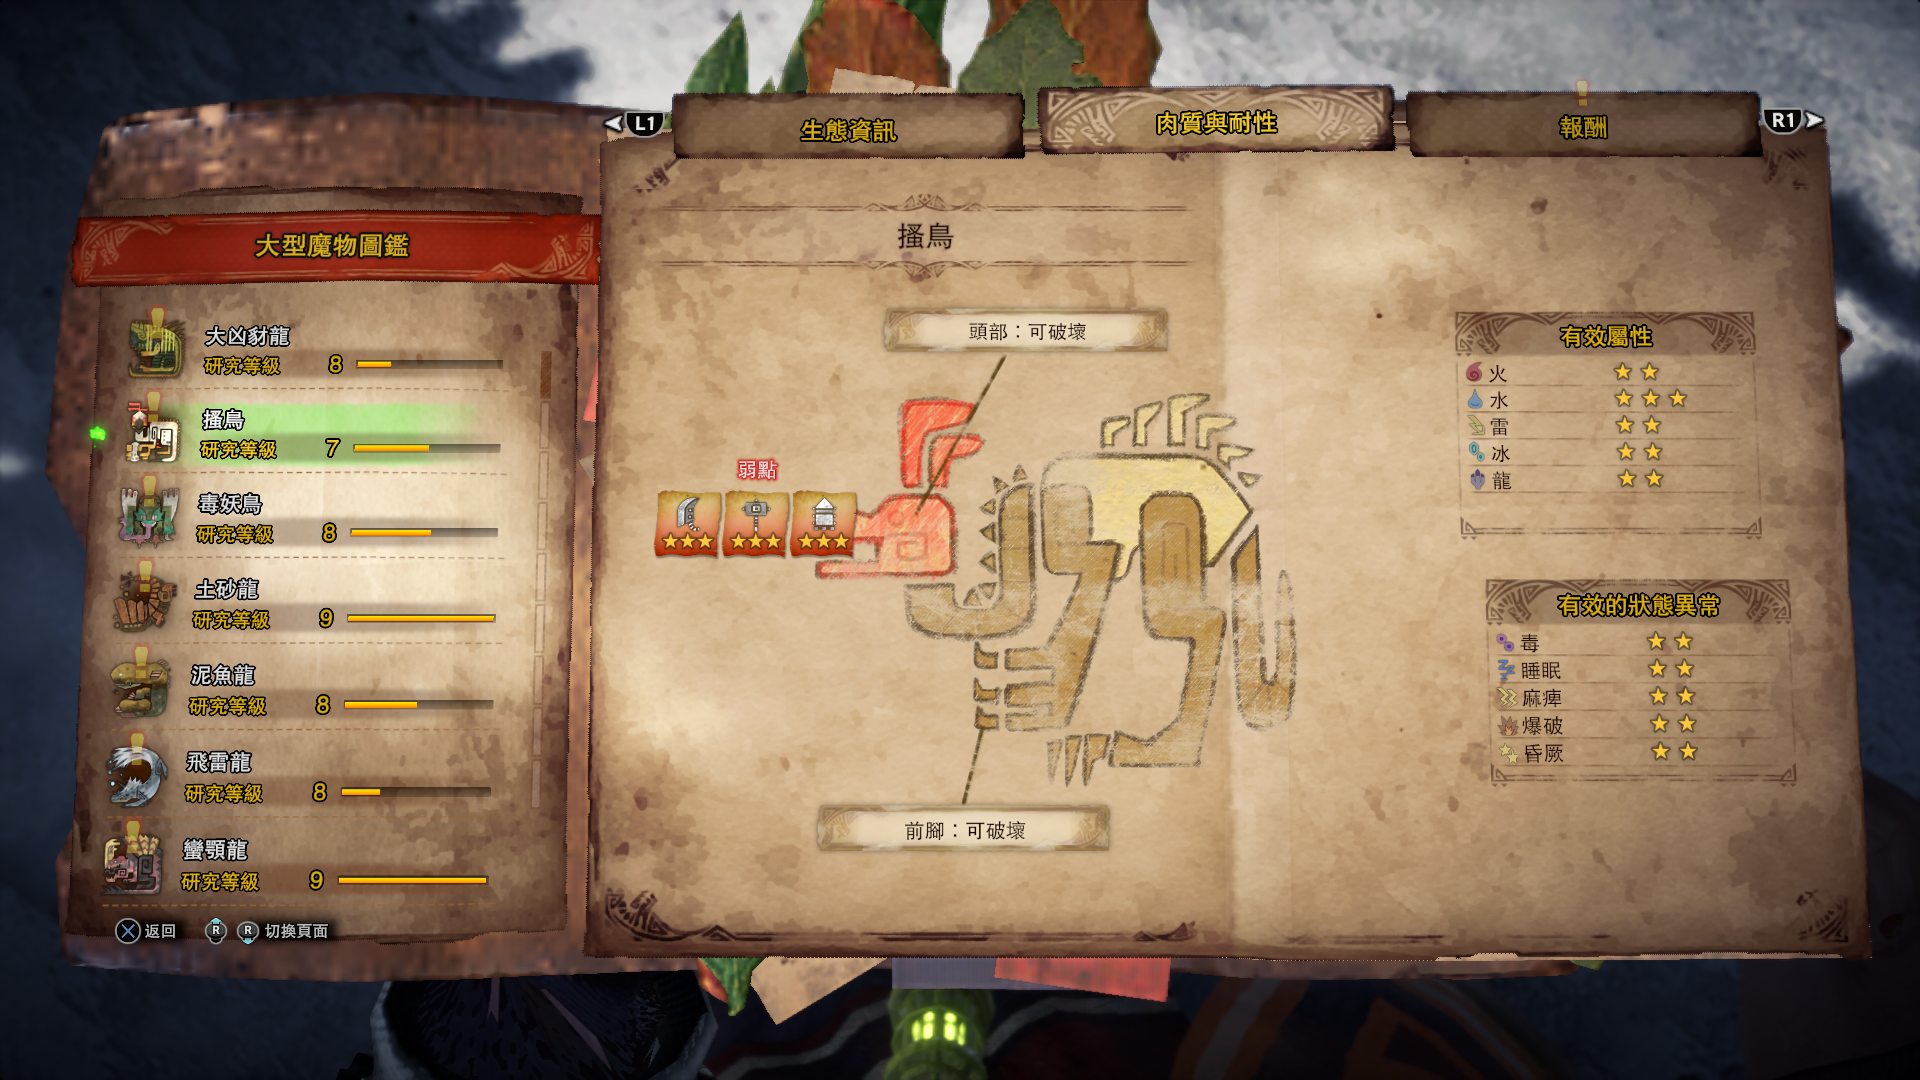 L1
生態資訊
肉質與耐性
報酬
R1
大型魔物圖鑑
大凶豺龍
研究等級 8
搔鳥
研究等級 7
毒妖鳥
研究等級 8
土砂龍
研究等級 9
泥魚龍
研究等級 8
飛雷龍
研究等級 8
蠻顎龍
研究等級 9
返回
R
R 切換頁面
搔鳥
頭部：可破壞
弱點
前腳：可破壞
有效屬性
火
水
雷
冰
龍
有效的狀態異常
毒
睡眠
麻痺
爆破
昏厥